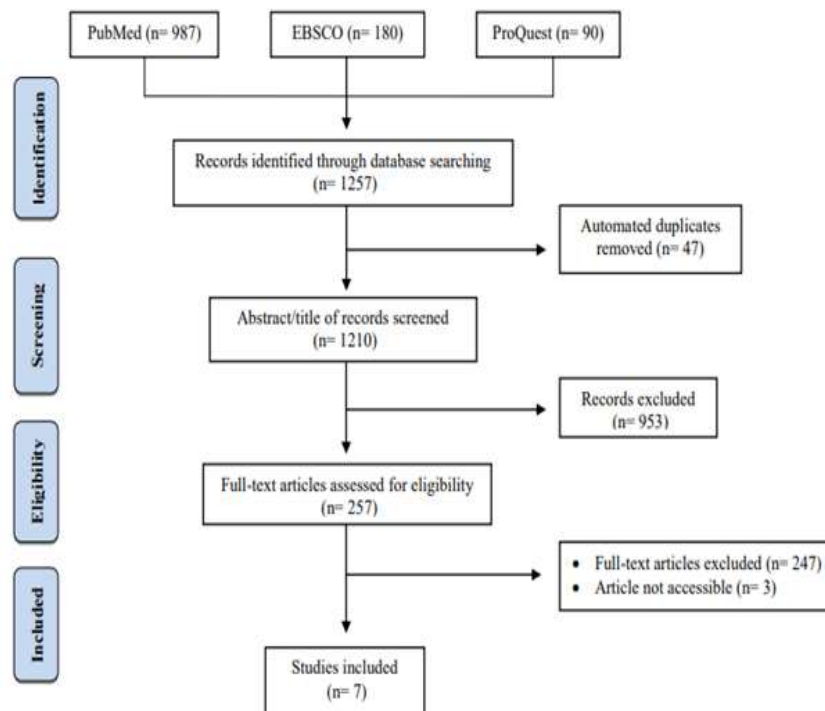 PubMed (n= 987)
EBSCO (n= 180)
ProQuest (n= 90)
Identification
Records identified through database searching
(n= 1257)
Automated duplicates
removed (n= 47)
Screening
Abstract/title of records screened
(n= 1210)
Records excluded
(n= 953)
Eligibility
Full-text articles assessed for eligibility
(n= 257)
• Full-text articles excluded (n= 247)
• Article not accessible (n= 3)
Included
Studies included
(n= 7)